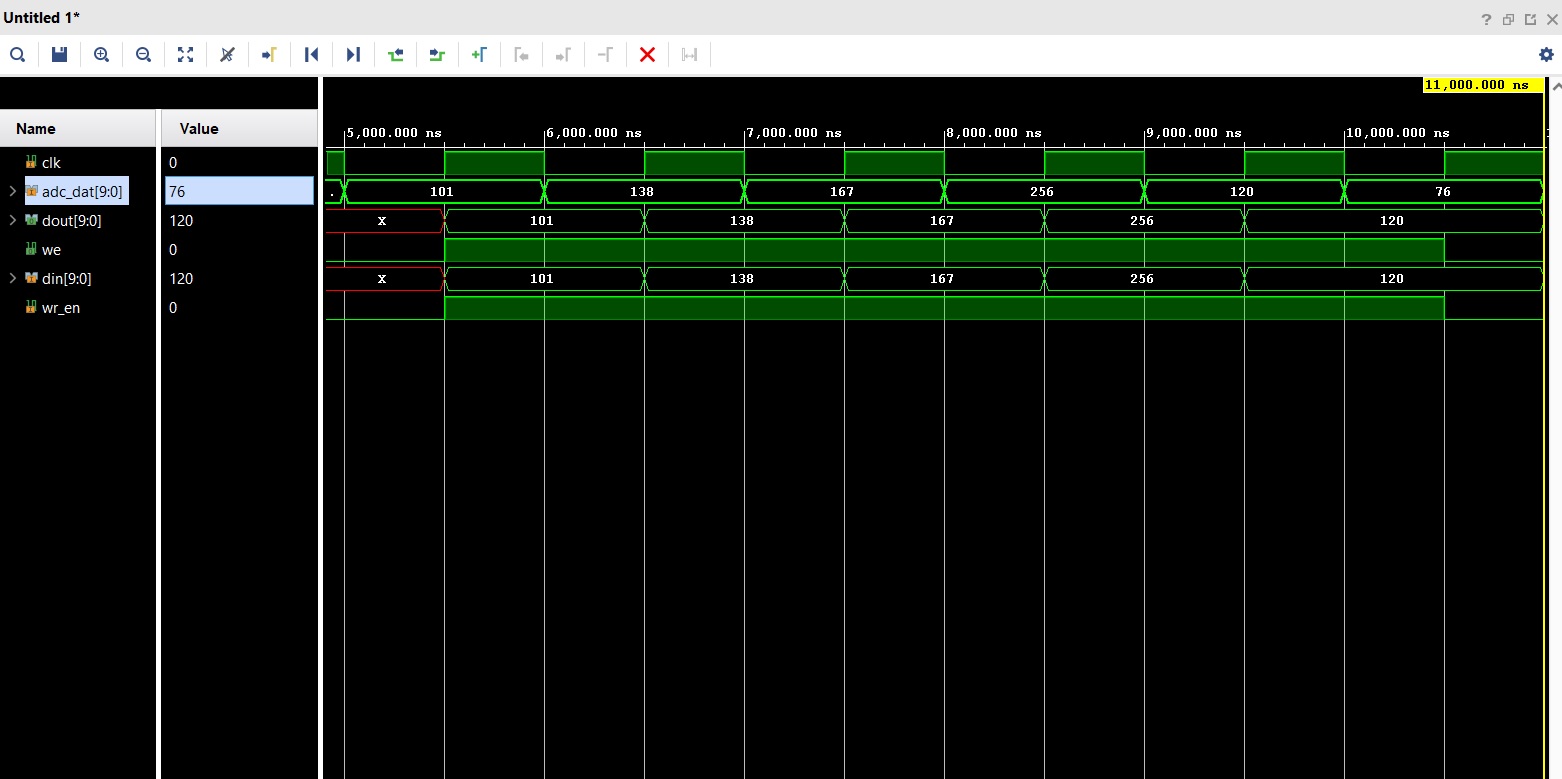 Untitled 1*
11,000.000 ns
Name Value
5,000.000 ns 6,000.000 ns 7,000.000 ns 8,000.000 ns 9,000.000 ns 10,000.000 ns
clk 0
adc_dat[9:0] 76 101 138 167 256 120 76
dout[9:0] 120 X 101 138 167 256 120
we 0
din[9:0] 120 X 101 138 167 256 120
wr_en 0